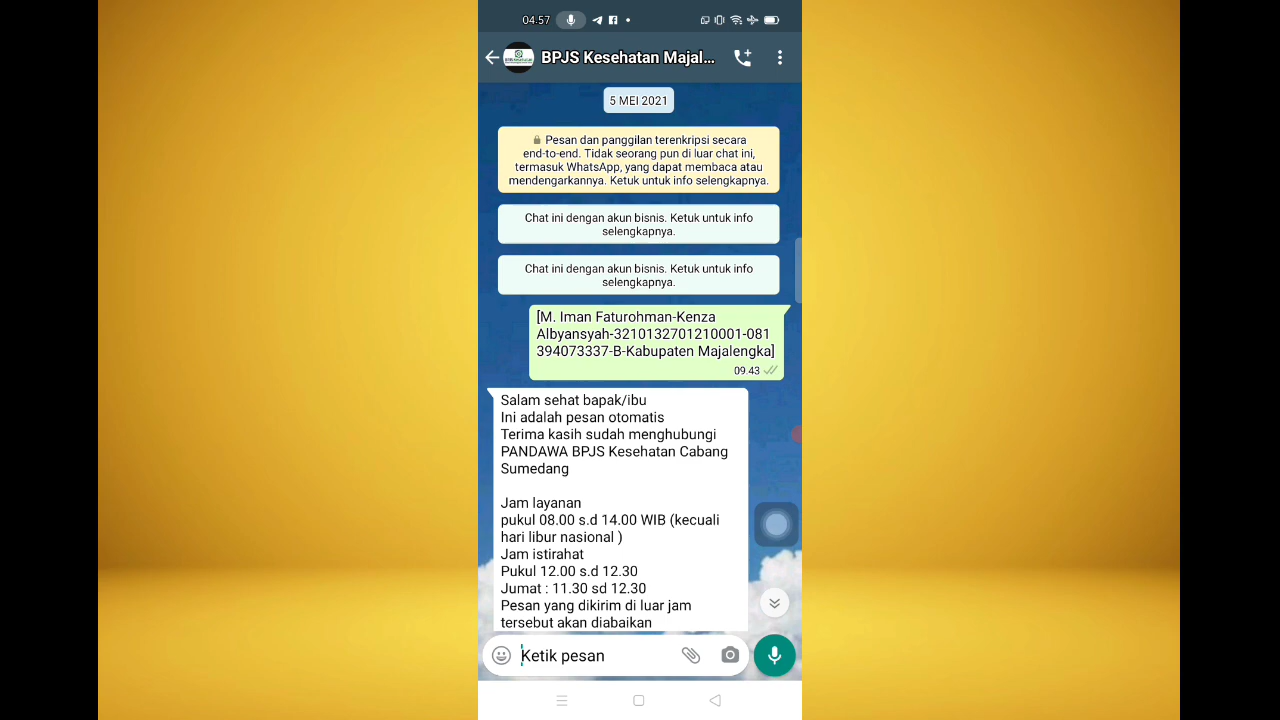 04.57
BPJS Kesehatan Majal...
5 MEI 2021
Pesan dan panggilan terenkripsi secara
end-to-end. Tidak seorang pun di luar chat ini,
termasuk WhatsApp, yang dapat membaca atau
mendengarkannya. Ketuk untuk info selengkapnya.
Chat ini dengan akun bisnis. Ketuk untuk info
selengkapnya.
Chat ini dengan akun bisnis. Ketuk untuk info
selengkapnya.
[M. Iman Faturohman-Kenza
Albyansyah-3210132701210001-081
394073337-B-Kabupaten Majalengka]
09.43
Salam sehat bapak/ibu
Ini adalah pesan otomatis
Terima kasih sudah menghubungi
PANDAWA BPJS Kesehatan Cabang
Sumedang
Jam layanan
pukul 08.00 s.d 14.00 WIB (kecuali
hari libur nasional )
Jam istirahat
Pukul 12.00 s.d 12.30
Jumat : 11.30 sd 12.30
Pesan yang dikirim di luar jam
tersebut akan diabaikan
Ketik pesan